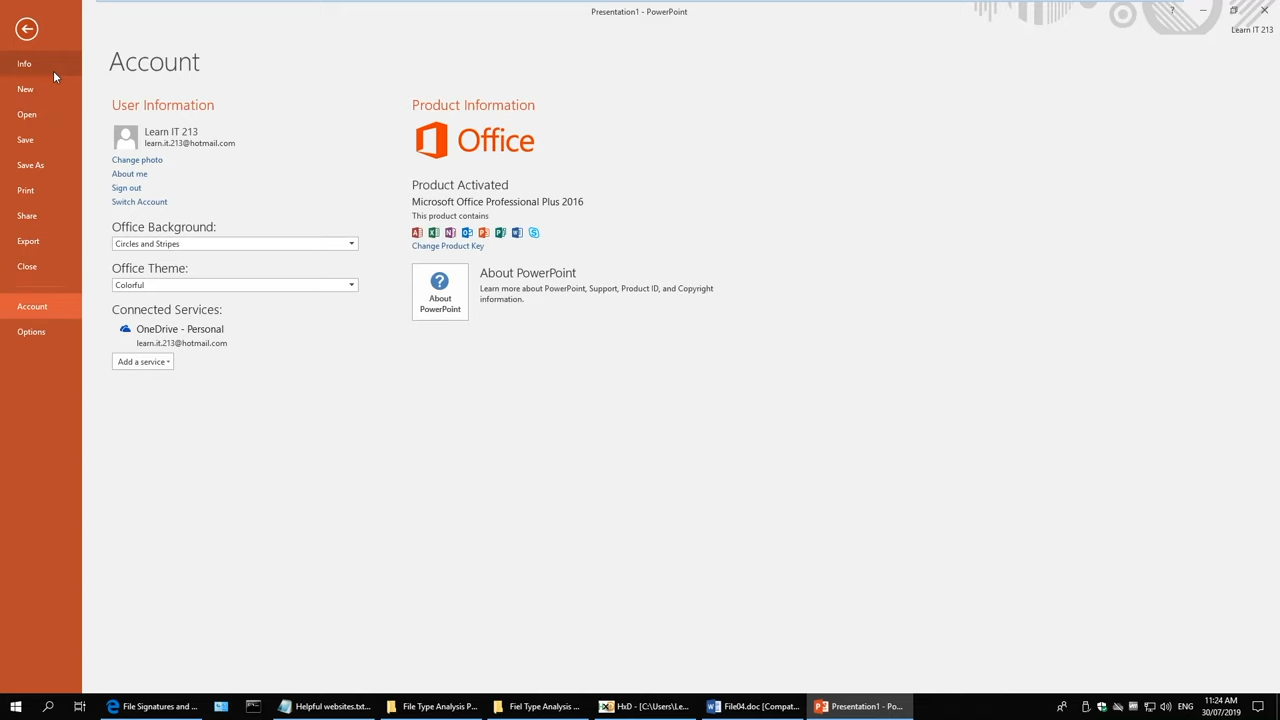 Presentation1 - PowerPoint
?
Learn IT 213
Info
New
Open
Save
Save As
Print
Share
Export
Close
Account
Options
Account
User Information
Learn IT 213
learn.it.213@hotmail.com
Change photo
About me
Sign out
Switch Account
Office Background:
Circles and Stripes
Office Theme:
Colorful
Connected Services:
OneDrive - Personal
learn.it.213@hotmail.com
Add a service
Product Information
Office
Product Activated
Microsoft Office Professional Plus 2016
This product contains
Change Product Key
About PowerPoint
About PowerPoint
Learn more about PowerPoint, Support, Product ID, and Copyright
information.
File Signatures and ...
Helpful websites.txt...
File Type Analysis P...
Fiel Type Analysis ...
HxD - [C:\Users\Le...
File04.doc [Compat...
Presentation1 - Po...
ENG
11:24 AM
30/07/2019